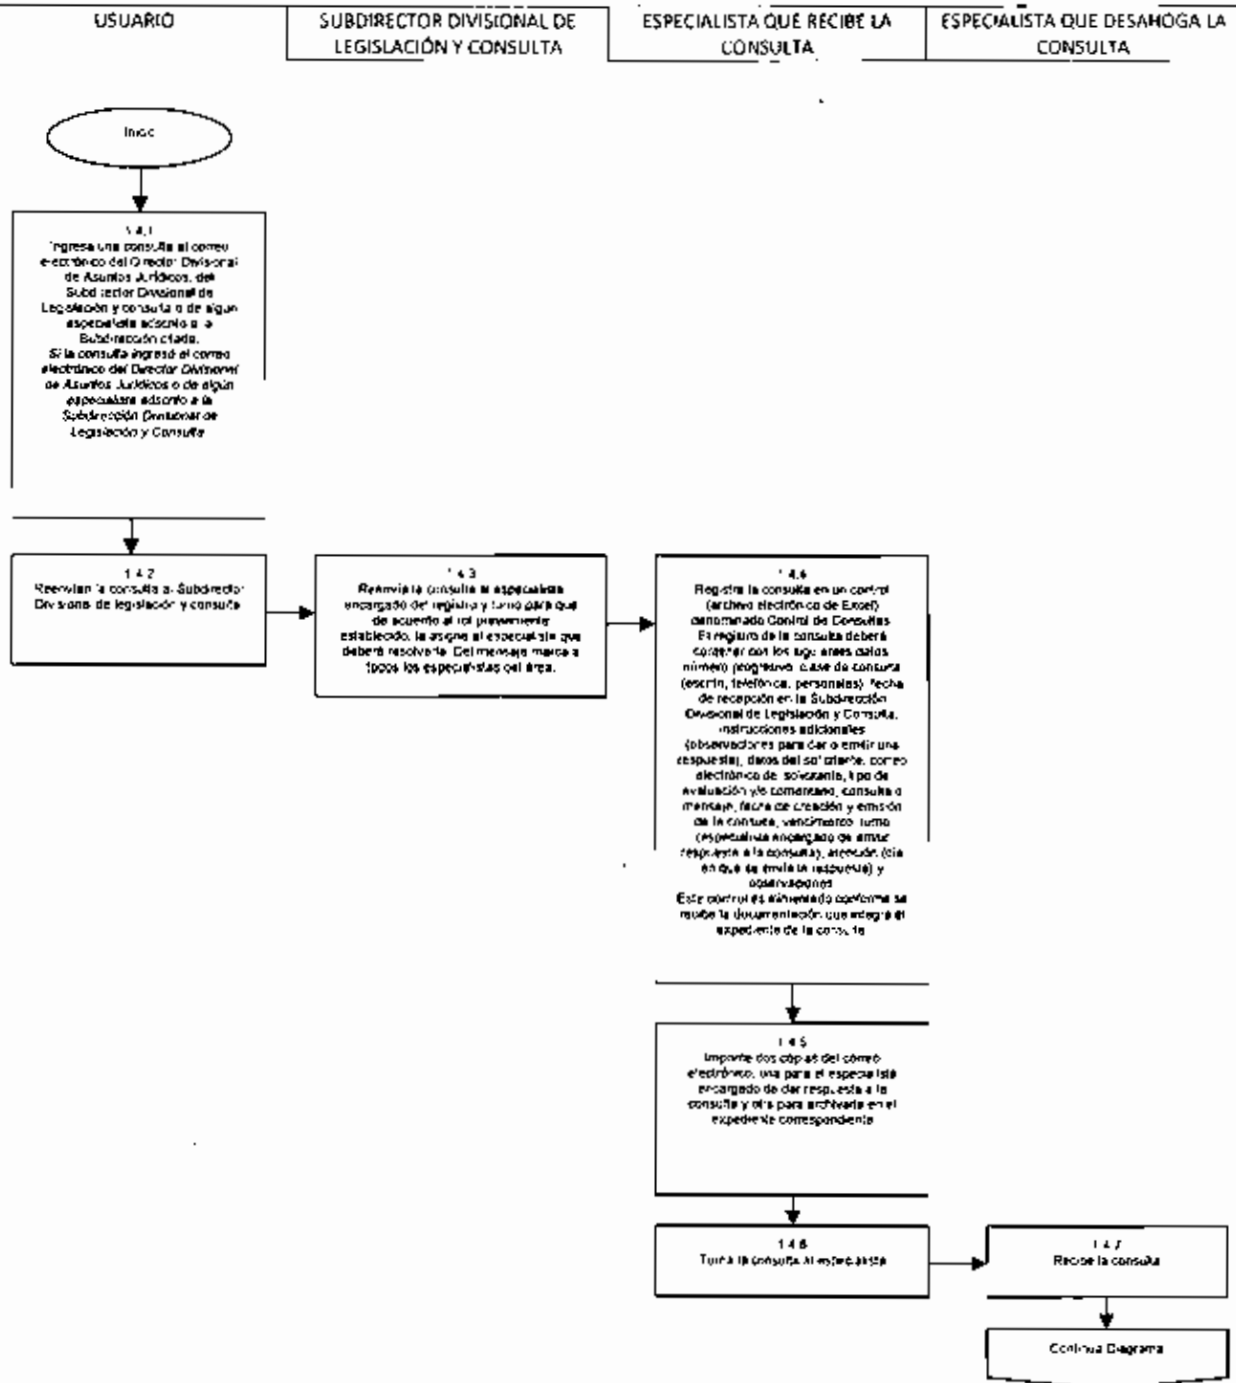 USUARIO
SUBDIRECTOR DIVISIONAL DE
LEGISLACIÓN Y CONSULTA
ESPECIALISTA QUE RECIBE LA
CONSULTA
ESPECIALISTA QUE DESAHOGA LA
CONSULTA
Inicio
1.4.1
Ingresa una consulta al correo
electrónico del Director Divisional
de Asuntos Jurídicos, del
Subdirector Divisional de
Legislación y consulta o de algún
especialista adscrito a la
Subdirección citada.
Si la consulta ingresó al correo
electrónico del Director Divisional
de Asuntos Jurídicos o de algún
especialista adscrito a la
Subdirección Divisional de
Legislación y Consulta
1.4.2
Reenvían la consulta al Subdirector
Divisional de legislación y consulta
1.4.3
Reenvía la consulta al especialista
encargado del registro y turno para que
de acuerdo al rol previamente
establecido, la asigne al especialista que
deberá resolverla. Del mensaje marca a
todos los especialistas del área.
1.4.4
Registra la consulta en un control
(archivo electrónico de Excel)
denominado Control de Consultas
El registro de la consulta deberá
contener con los siguientes datos
número progresivo, clase de consulta
(escrito, telefónica, personales) fecha
de recepción en la Subdirección
Divisional de Legislación y Consulta,
instrucciones adicionales
(observaciones para dar o emitir una
respuesta), datos del solicitante, correo
electrónico del solicitante, tipo de
evaluación y/o comentario, consulta o
mensaje, fecha de creación y emisión
de la consulta, vencimiento, turno
(especialista encargado de enviar
respuesta a la consulta), atención (día
en que se envía la respuesta) y
observaciones
Este control es alimentado conforme se
recibe la documentación que integra el
expediente de la consulta
1.4.5
Imprime dos copias del correo
electrónico, una para el especialista
encargado de dar respuesta a la
consulta y otra para archivarla en el
expediente correspondiente
1.4.6
Turna la consulta al especialista
1.4.7
Recibe la consulta
Continua Diagrama